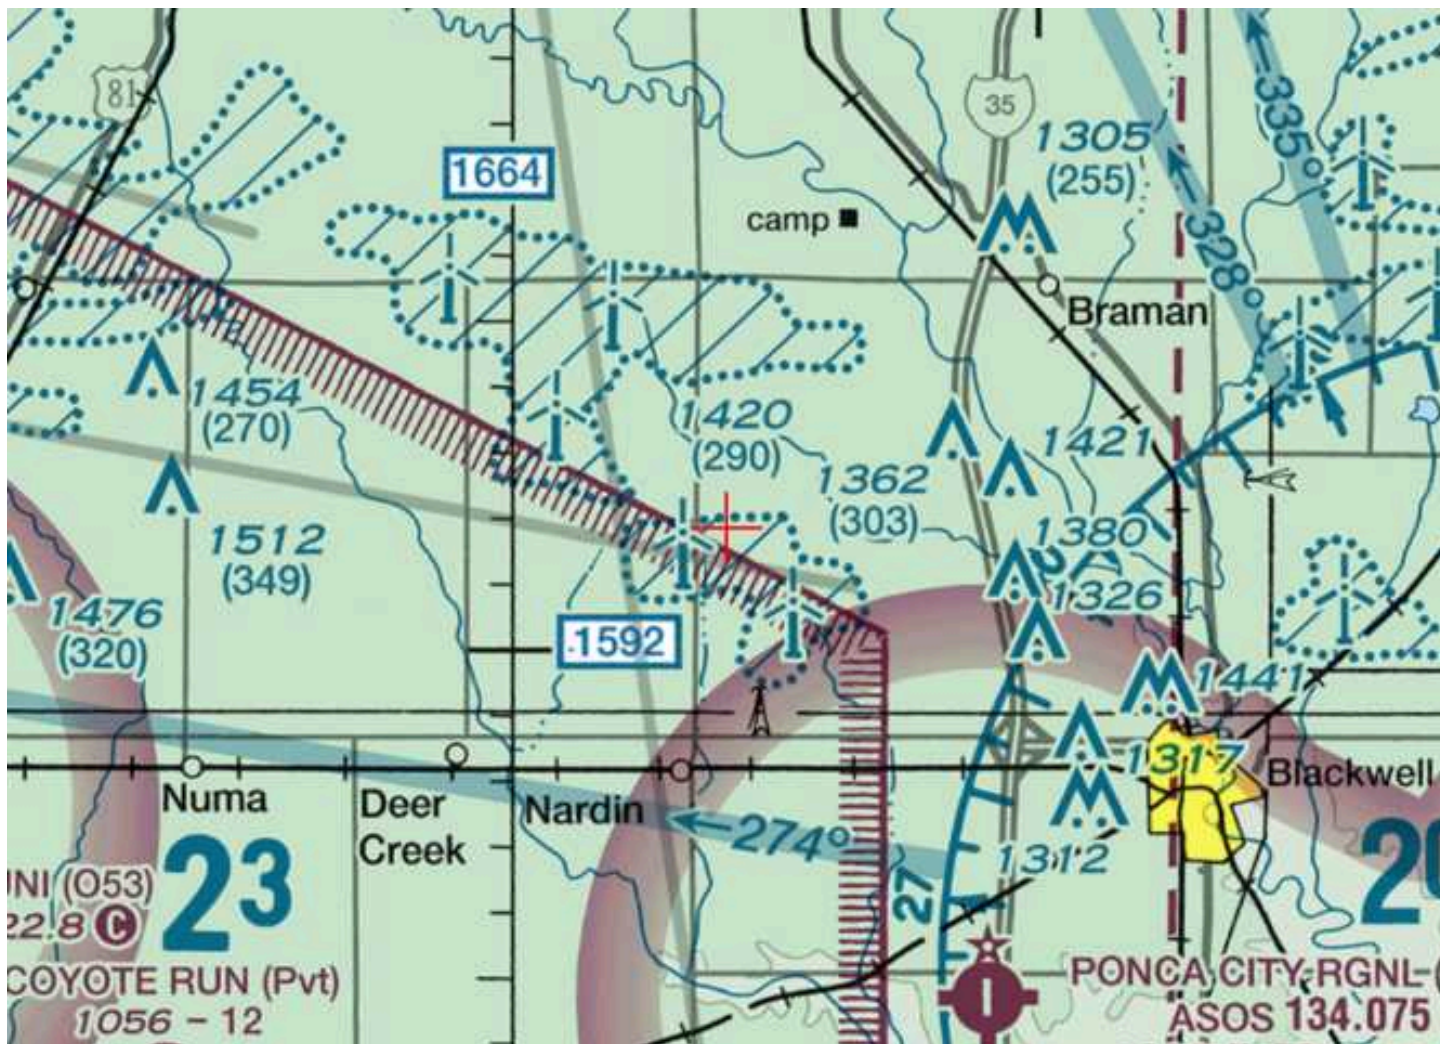 81
35
1305
(255)
335°
328°
1664
camp
Braman
1454
(270)
1420
(290)
1421
1362
(303)
1512
(349)
1380
1326
1476
(320)
1592
1441
1317
Blackwell
Numa
Deer
Creek
Nardin
274°
1312
27
23
(O53)
22.8 C
COYOTE RUN (Pvt)
1056 - 12
PONCA CITY RGNL
ASOS 134.075